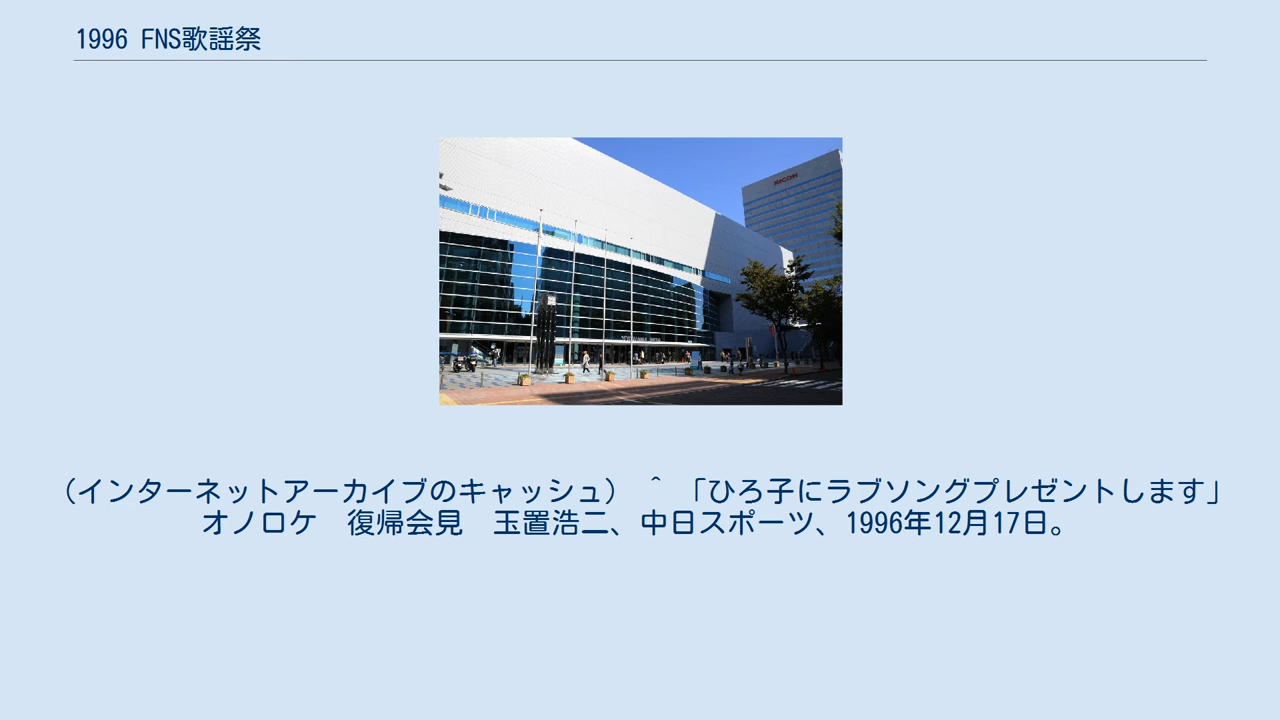 1996 FNS歌謡祭
RICOH
（インターネットアーカイブのキャッシュ） ^ 「ひろ子にラブソングプレゼントします」
オノロケ　復帰会見　玉置浩二、中日スポーツ、1996年12月17日。